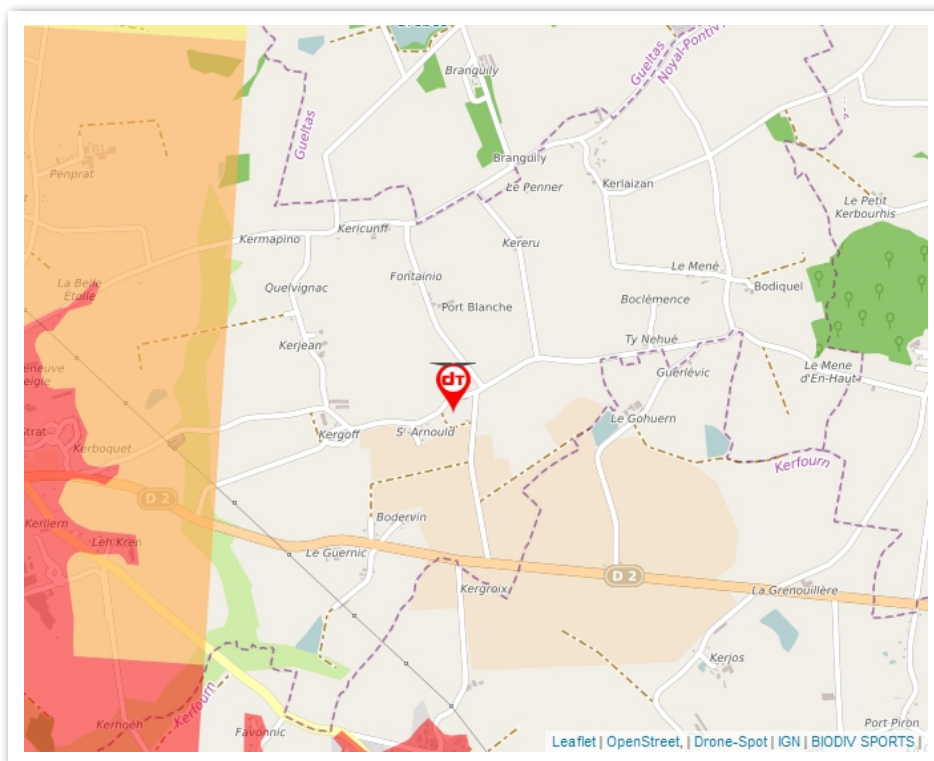 Branguily
Gueltas
Noyal-Pontivy
Gueltas
Branguily
Penprat
Le Penner
Kerlaizan
Le Petit
Kerbourhis
Kermapino
Kericunff
Kereru
La Belle
Étoile
Quelvignac
Fontainio
Le Mené
Bodiquel
Port Blanche
Boclémence
Kerjean
Ty Nehué
Guerlévic
Le Mene
d'En-Haut
dT
Kerboquet
Kergoff
St-Arnould
Le Gohuern
Kerfourn
D 2
Kerliern
Leh Kren
Bodervin
Le Guernic
Kergroix
D 2
La Grenouillère
Kerjos
Kerfourn
Kerhoeh
Favonnic
Port Piron
Leaflet | OpenStreet, | Drone-Spot | IGN | BIODIV SPORTS |